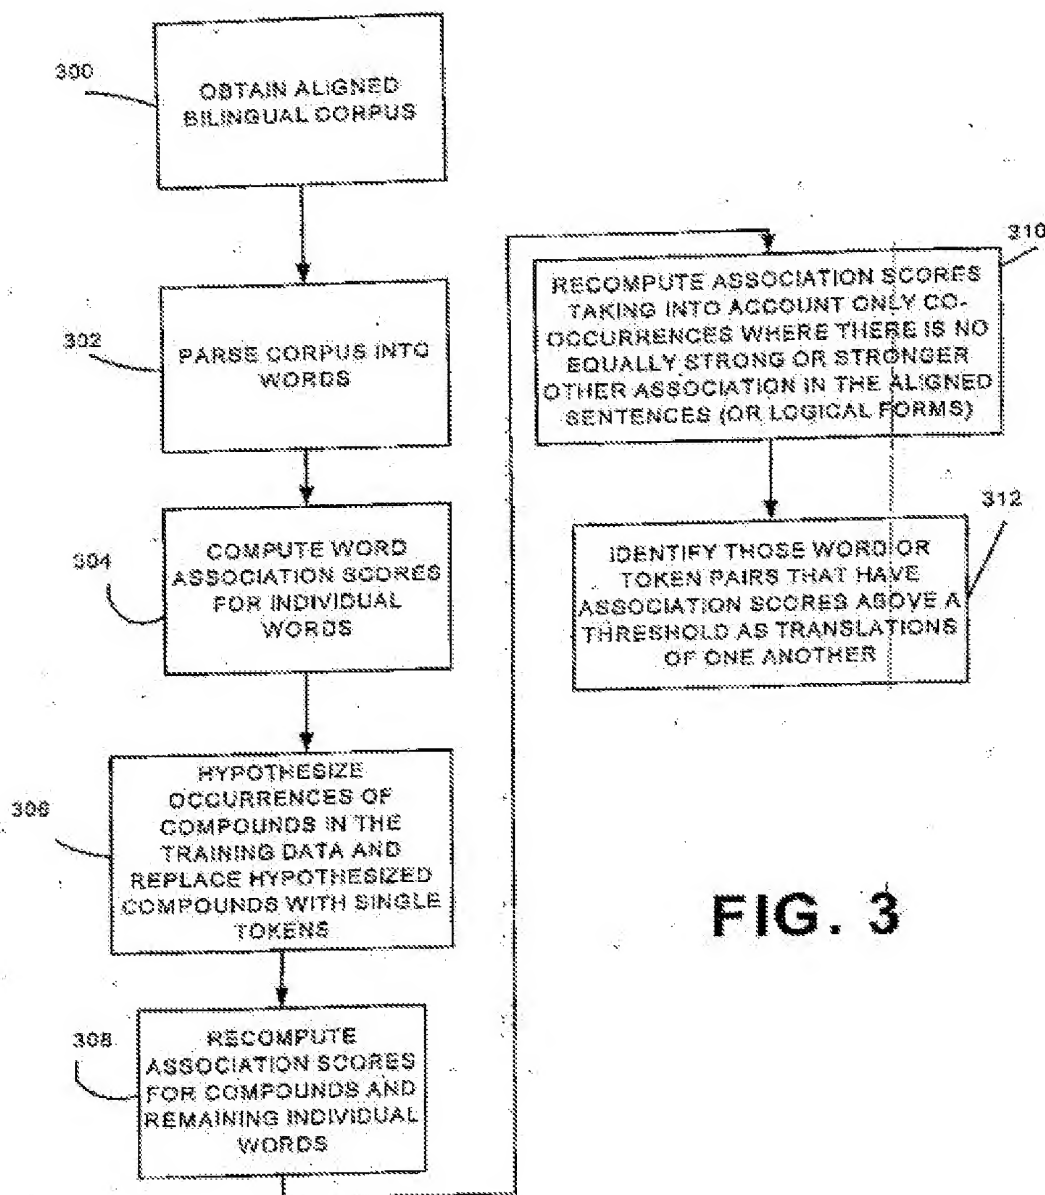 300
OBTAIN ALIGNED
BILINGUAL CORPUS
302
PARSE CORPUS INTO
WORDS
304
COMPUTE WORD
ASSOCIATION SCORES
FOR INDIVIDUAL
WORDS
306
HYPOTHESIZE
OCCURRENCES OF
COMPOUNDS IN THE
TRAINING DATA AND
REPLACE HYPOTHESIZED
COMPOUNDS WITH SINGLE
TOKENS
308
RECOMPUTE
ASSOCIATION SCORES
FOR COMPOUNDS AND
REMAINING INDIVIDUAL
WORDS
310
RECOMPUTE ASSOCIATION SCORES
TAKING INTO ACCOUNT ONLY CO-
OCCURRENCES WHERE THERE IS NO
EQUALLY STRONG OR STRONGER
OTHER ASSOCIATION IN THE ALIGNED
SENTENCES (OR LOGICAL FORMS)
312
IDENTIFY THOSE WORD OR
TOKEN PAIRS THAT HAVE
ASSOCIATION SCORES ABOVE A
THRESHOLD AS TRANSLATIONS
OF ONE ANOTHER
FIG. 3